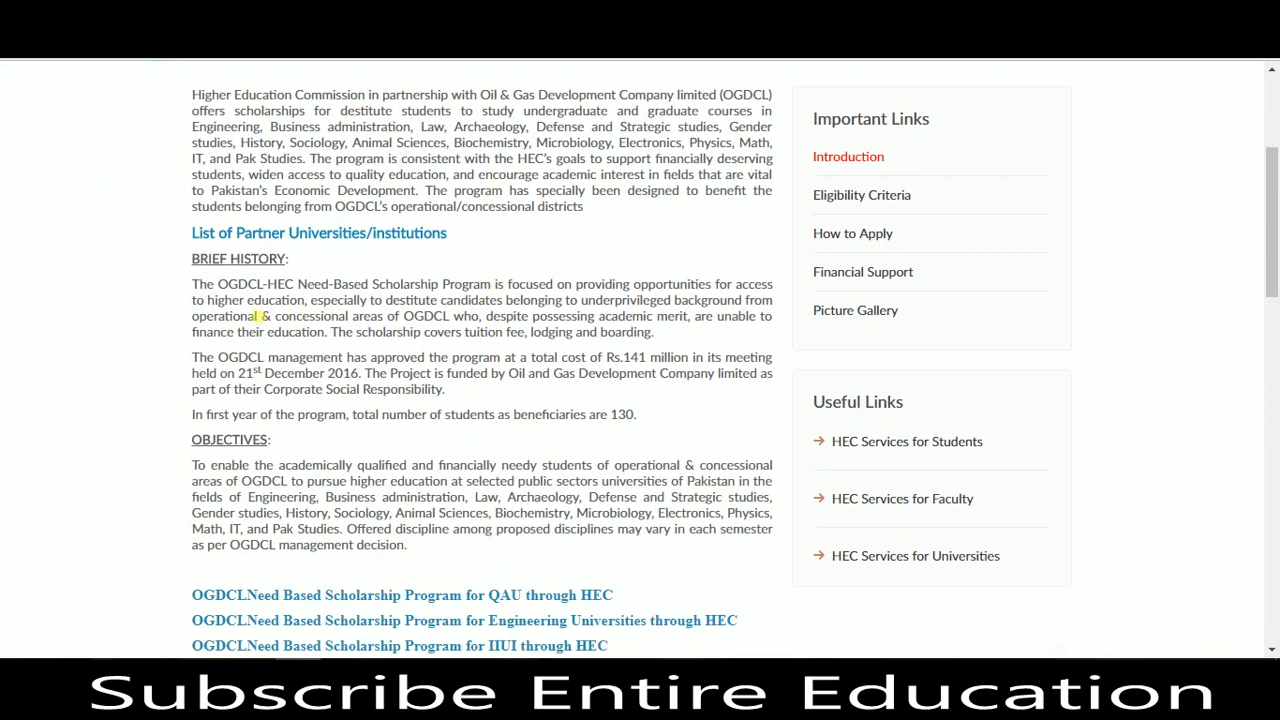 Higher Education Commission in partnership with Oil & Gas Development Company limited (OGDCL)
offers scholarships for destitute students to study undergraduate and graduate courses in
Engineering, Business administration, Law, Archaeology, Defense and Strategic studies, Gender
studies, History, Sociology, Animal Sciences, Biochemistry, Microbiology, Electronics, Physics, Math,
IT, and Pak Studies. The program is consistent with the HEC's goals to support financially deserving
students, widen access to quality education, and encourage academic interest in fields that are vital
to Pakistan's Economic Development. The program has specially been designed to benefit the
students belonging from OGDCL's operational/concessional districts
List of Partner Universities/institutions
BRIEF HISTORY:
The OGDCL-HEC Need-Based Scholarship Program is focused on providing opportunities for access
to higher education, especially to destitute candidates belonging to underprivileged background from
operational & concessional areas of OGDCL who, despite possessing academic merit, are unable to
finance their education. The scholarship covers tuition fee, lodging and boarding.
The OGDCL management has approved the program at a total cost of Rs.141 million in its meeting
held on 21st December 2016. The Project is funded by Oil and Gas Development Company limited as
part of their Corporate Social Responsibility.
In first year of the program, total number of students as beneficiaries are 130.
OBJECTIVES:
To enable the academically qualified and financially needy students of operational & concessional
areas of OGDCL to pursue higher education at selected public sectors universities of Pakistan in the
fields of Engineering, Business administration, Law, Archaeology, Defense and Strategic studies,
Gender studies, History, Sociology, Animal Sciences, Biochemistry, Microbiology, Electronics, Physics,
Math, IT, and Pak Studies. Offered discipline among proposed disciplines may vary in each semester
as per OGDCL management decision.
OGDCLNeed Based Scholarship Program for QAU through HEC
OGDCLNeed Based Scholarship Program for Engineering Universities through HEC
OGDCLNeed Based Scholarship Program for IIUI through HEC
Important Links
Introduction
Eligibility Criteria
How to Apply
Financial Support
Picture Gallery
Useful Links
HEC Services for Students
HEC Services for Faculty
HEC Services for Universities
Subscribe Entire Education